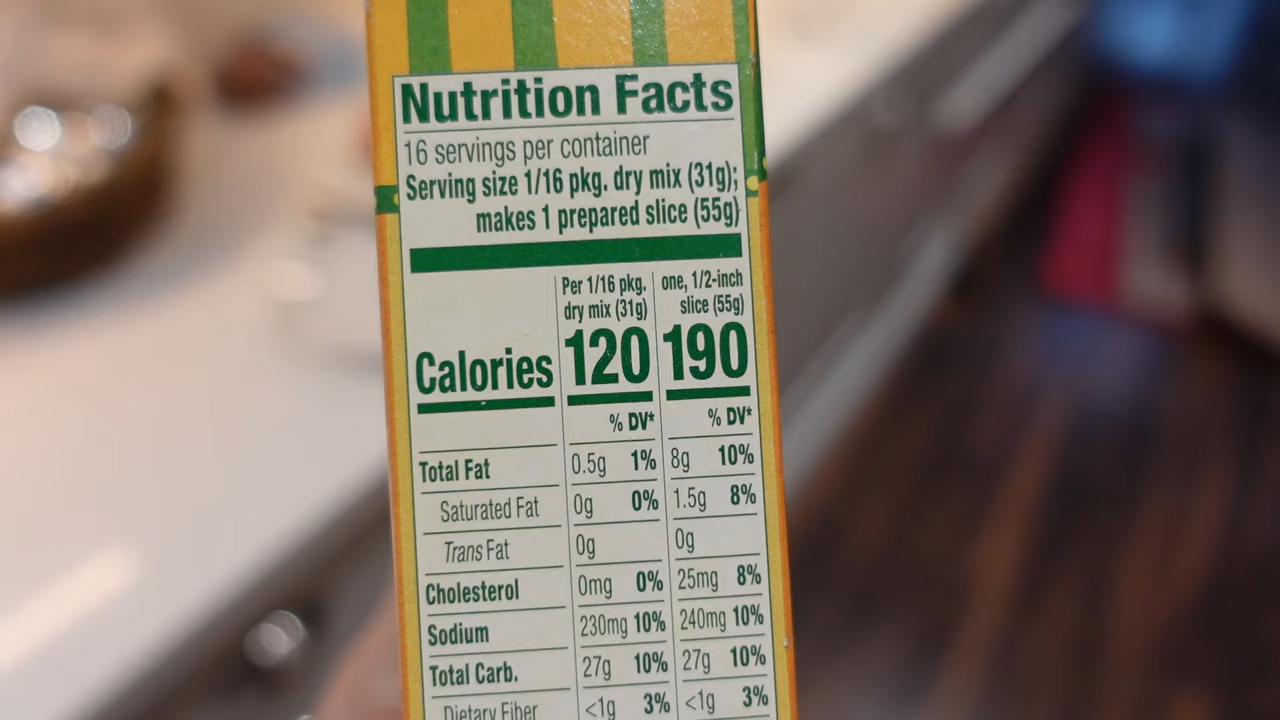 Nutrition Facts
16 servings per container
Serving size 1/16 pkg. dry mix (31g);
makes 1 prepared slice (55g)
Per 1/16 pkg. one, 1/2-inch
dry mix (31g) slice (55g)
Calories 120 190
% DV* % DV*
Total Fat 0.5g 1% 8g 10%
Saturated Fat 0g 0% 1.5g 8%
Trans Fat 0g 0g
Cholesterol 0mg 0% 25mg 8%
Sodium 230mg 10% 240mg 10%
Total Carb. 27g 10% 27g 10%
Dietary Fiber <1g 3% <1g 3%